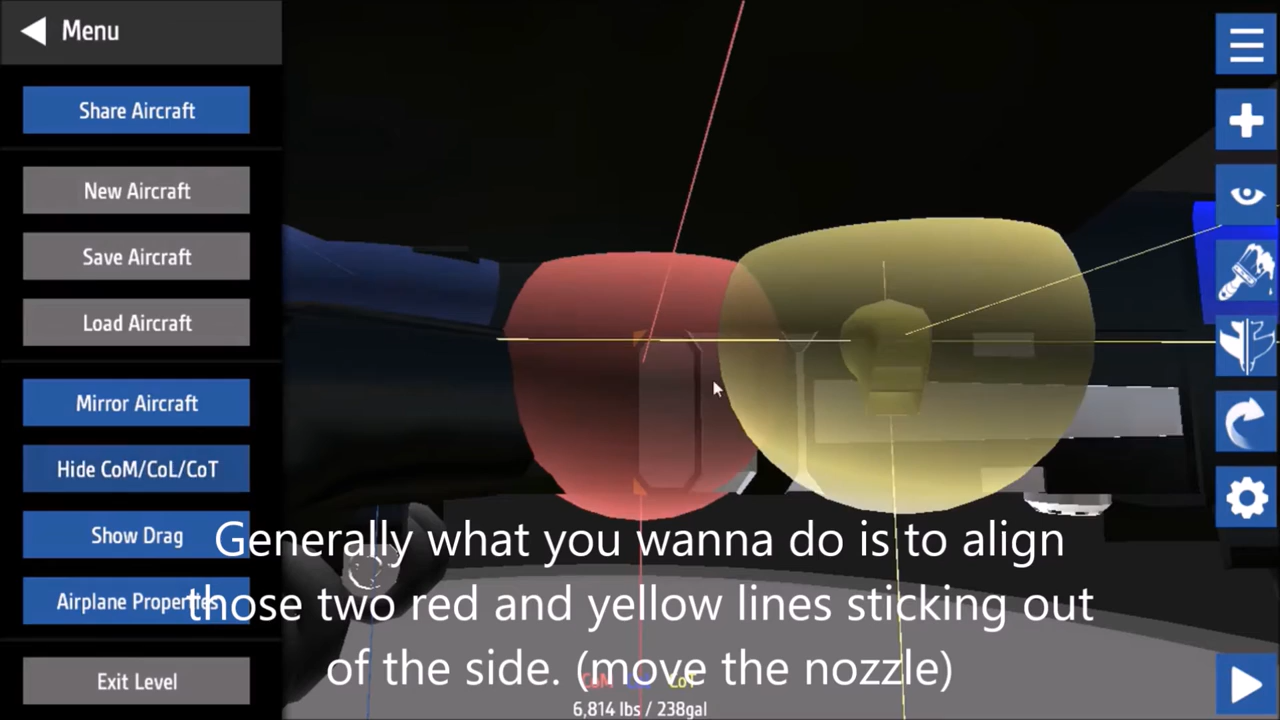 Menu
Share Aircraft
New Aircraft
Save Aircraft
Load Aircraft
Mirror Aircraft
Hide CoM/CoL/CoT
Show Drag
Airplane Properties
Exit Level
Generally what you wanna do is to align
those two red and yellow lines sticking out
of the side. (move the nozzle)
CoM CoT
6,814 lbs / 238gal